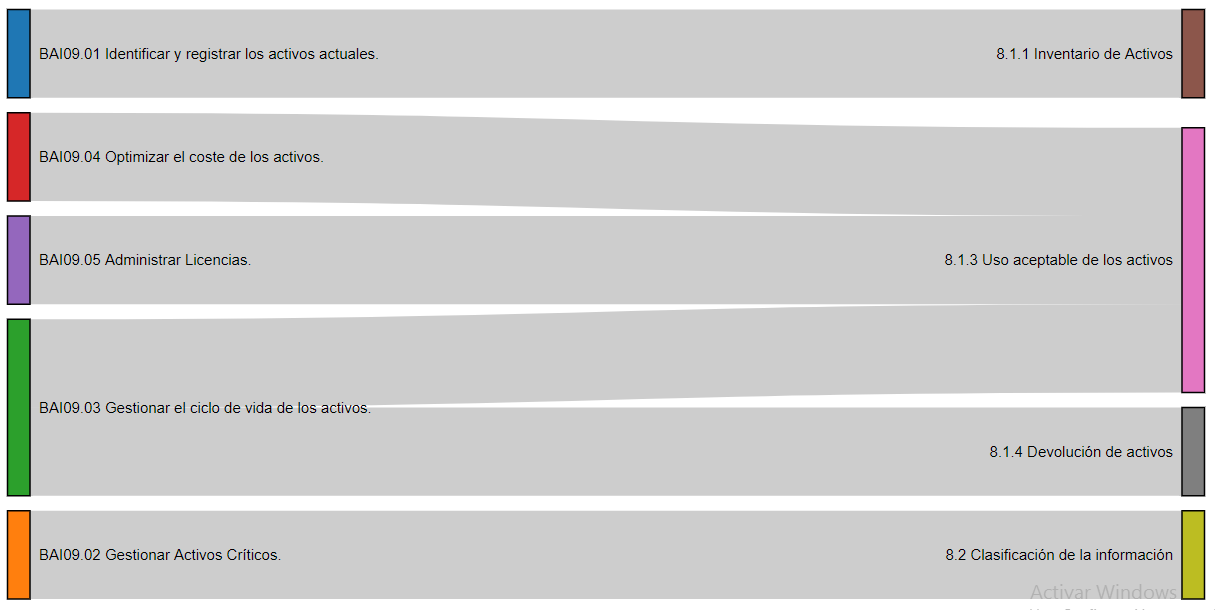 BAI09.01 Identificar y registrar los activos actuales.
8.1.1 Inventario de Activos
BAI09.04 Optimizar el coste de los activos.
BAI09.05 Administrar Licencias.
8.1.3 Uso aceptable de los activos
BAI09.03 Gestionar el ciclo de vida de los activos.
8.1.4 Devolución de activos
BAI09.02 Gestionar Activos Críticos.
8.2 Clasificación de la información
Activar Windows